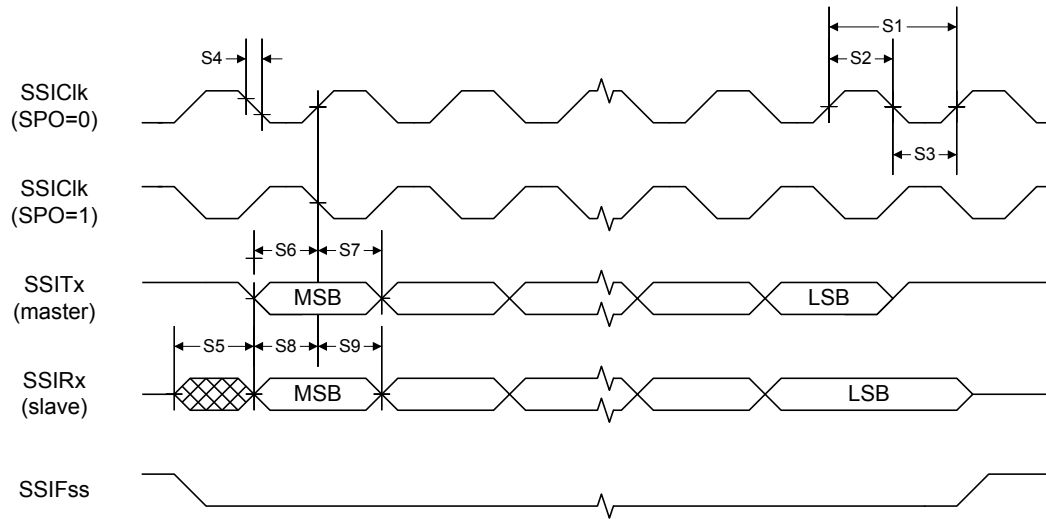 S1
S4
S2
SSIClk
(SPO=0)
S3
SSIClk
(SPO=1)
S6
S7
SSITx
(master)
MSB
LSB
S5
S8
S9
SSIRx
(slave)
MSB
LSB
SSIFss